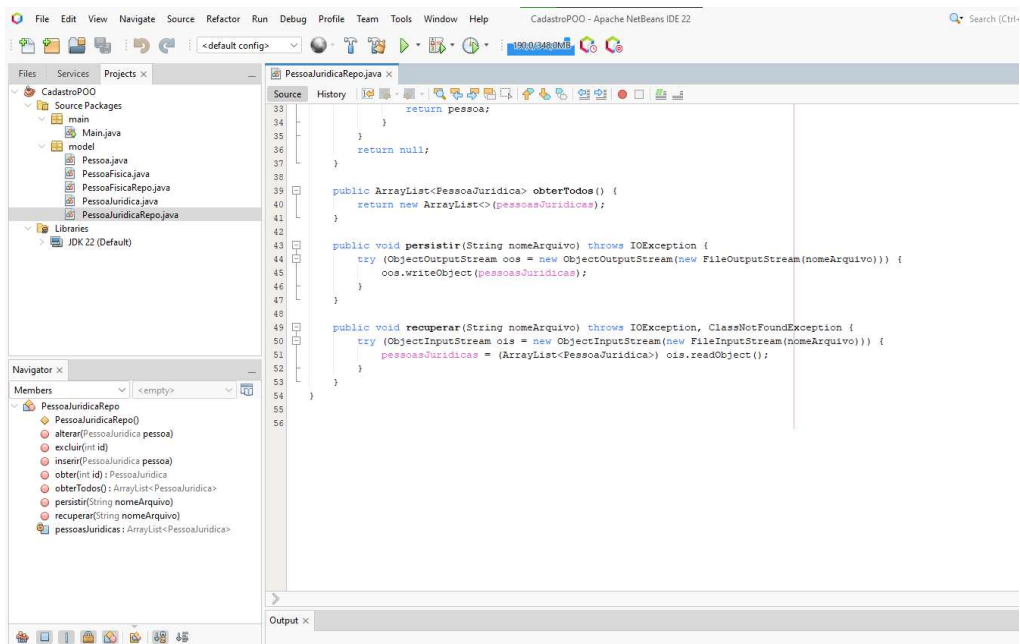 File Edit View Navigate Source Refactor Run Debug Profile Team Tools Window Help CadastroPOO - Apache NetBeans IDE 22 Search (Ctrl+
<default config> 190,0/348,0MB
Files Services Projects
CadastroPOO
Source Packages
main
Main.java
model
Pessoa.java
PessoaFisica.java
PessoaFisicaRepo.java
PessoaJuridica.java
PessoaJuridicaRepo.java
Libraries
JDK 22 (Default)
Navigator
Members <empty>
PessoaJuridicaRepo
PessoaJuridicaRepo()
alterar(PessoaJuridica pessoa)
excluir(int id)
inserir(PessoaJuridica pessoa)
obter(int id) : PessoaJuridica
obterTodos() : ArrayList<PessoaJuridica>
persistir(String nomeArquivo)
recuperar(String nomeArquivo)
pessoasJuridicas : ArrayList<PessoaJuridica>
PessoaJuridicaRepo.java
Source History
33 return pessoa;
34 }
35 }
36 return null;
37 }
38
39 public ArrayList<PessoaJuridica> obterTodos() {
40 return new ArrayList<>(pessoasJuridicas);
41 }
42
43 public void persistir(String nomeArquivo) throws IOException {
44 try (ObjectOutputStream oos = new ObjectOutputStream(new FileOutputStream(nomeArquivo))) {
45 oos.writeObject(pessoasJuridicas);
46 }
47 }
48
49 public void recuperar(String nomeArquivo) throws IOException, ClassNotFoundException {
50 try (ObjectInputStream ois = new ObjectInputStream(new FileInputStream(nomeArquivo))) {
51 pessoasJuridicas = (ArrayList<PessoaJuridica>) ois.readObject();
52 }
53 }
54 }
55
56
Output